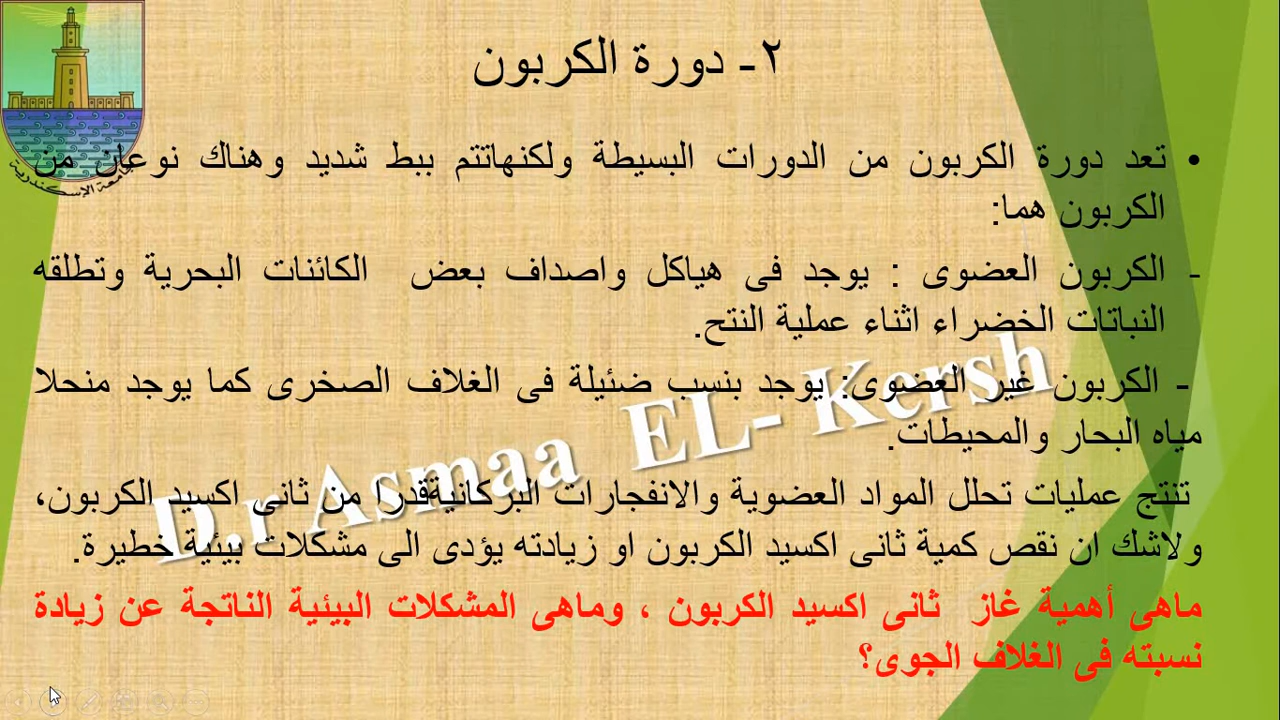 ٢- دورة الكربون
• تعد دورة الكربون من الدورات البسيطة ولكنهاتتم ببط شديد وهناك نوعان من
الكربون هما:
- الكربون العضوى : يوجد فى هياكل واصداف بعض الكائنات البحرية وتطلقه
النباتات الخضراء اثناء عملية النتح.
- الكربون غير العضوى: يوجد بنسب ضئيلة فى الغلاف الصخرى كما يوجد منحلا
مياه البحار والمحيطات.
تنتج عمليات تحلل المواد العضوية والانفجارات البركانيةقدرا من ثانى اكسيد الكربون،
ولاشك ان نقص كمية ثانى اكسيد الكربون او زيادته يؤدى الى مشكلات بيئية خطيرة.
ماهى أهمية غاز ثانى اكسيد الكربون ، وماهى المشكلات البيئية الناتجة عن زيادة
نسبته فى الغلاف الجوى؟
D.r Asmaa EL- Kersh
جامعة الإسكندرية